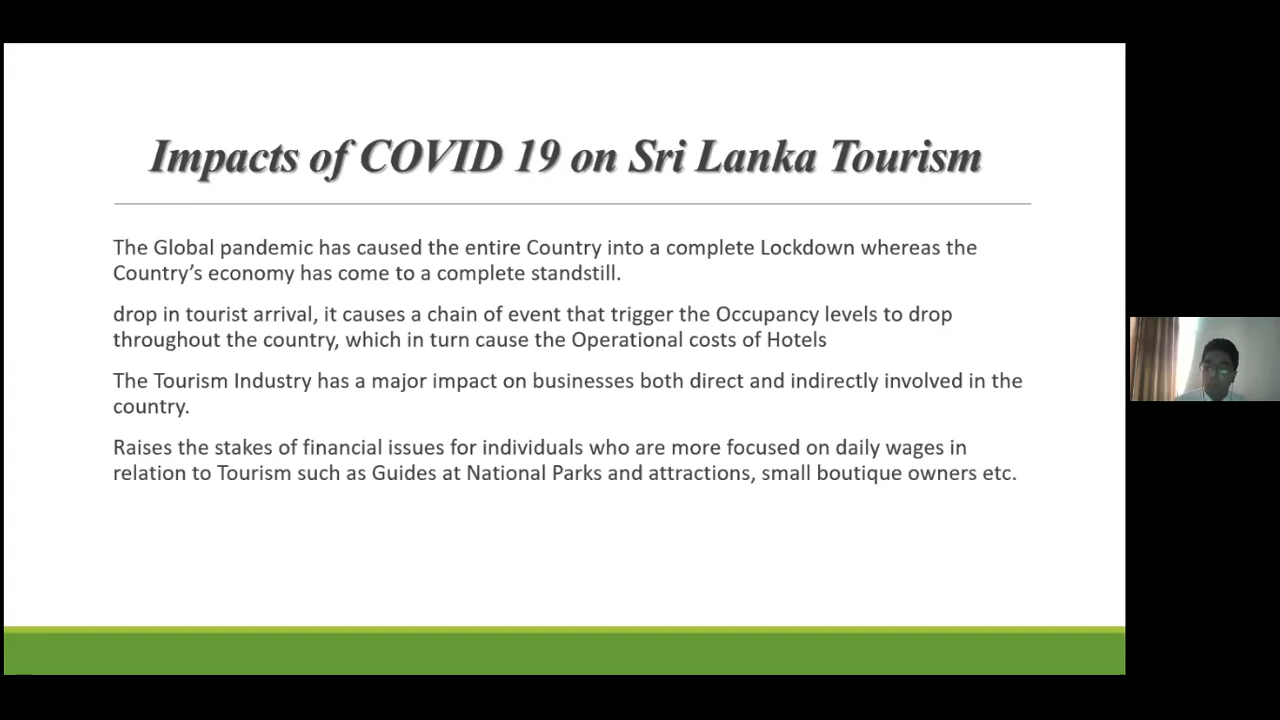 Impacts of COVID 19 on Sri Lanka Tourism
The Global pandemic has caused the entire Country into a complete Lockdown whereas the
Country’s economy has come to a complete standstill.
drop in tourist arrival, it causes a chain of event that trigger the Occupancy levels to drop
throughout the country, which in turn cause the Operational costs of Hotels
The Tourism Industry has a major impact on businesses both direct and indirectly involved in the
country.
Raises the stakes of financial issues for individuals who are more focused on daily wages in
relation to Tourism such as Guides at National Parks and attractions, small boutique owners etc.